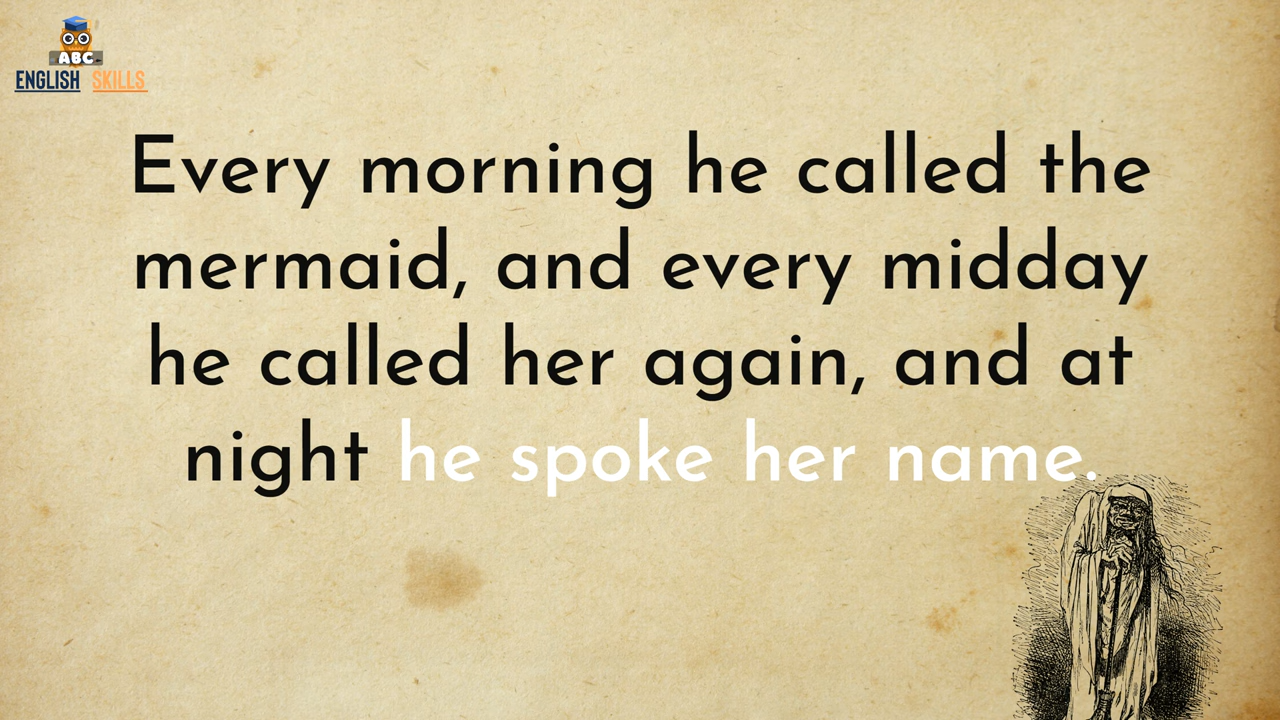 ABC
ENGLISH SKILLS
Every morning he called the
mermaid, and every midday
he called her again, and at
night he spoke her name.